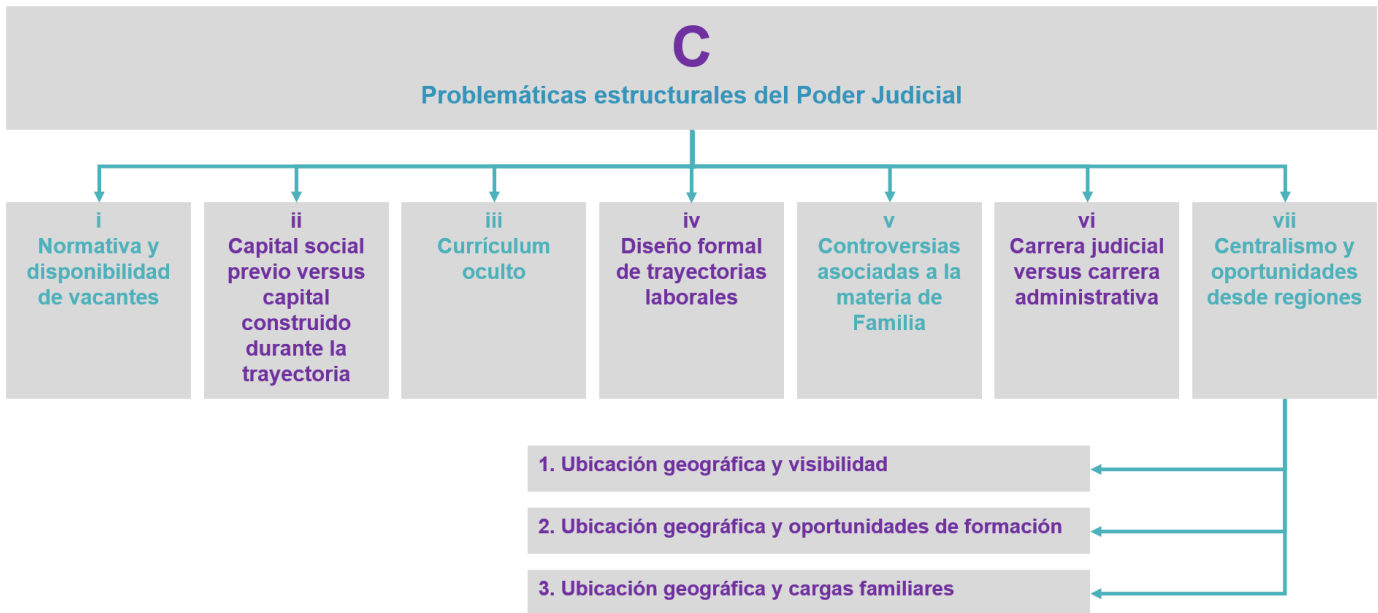 C
Problemáticas estructurales del Poder Judicial
i
Normativa y
disponibilidad
de vacantes
ii
Capital social
previo versus
capital
construido
durante la
trayectoria
iii
Currículum
oculto
iv
Diseño formal
de trayectorias
laborales
v
Controversias
asociadas a la
materia de
Familia
vi
Carrera judicial
versus carrera
administrativa
vii
Centralismo y
oportunidades
desde regiones
1. Ubicación geográfica y visibilidad
2. Ubicación geográfica y oportunidades de formación
3. Ubicación geográfica y cargas familiares